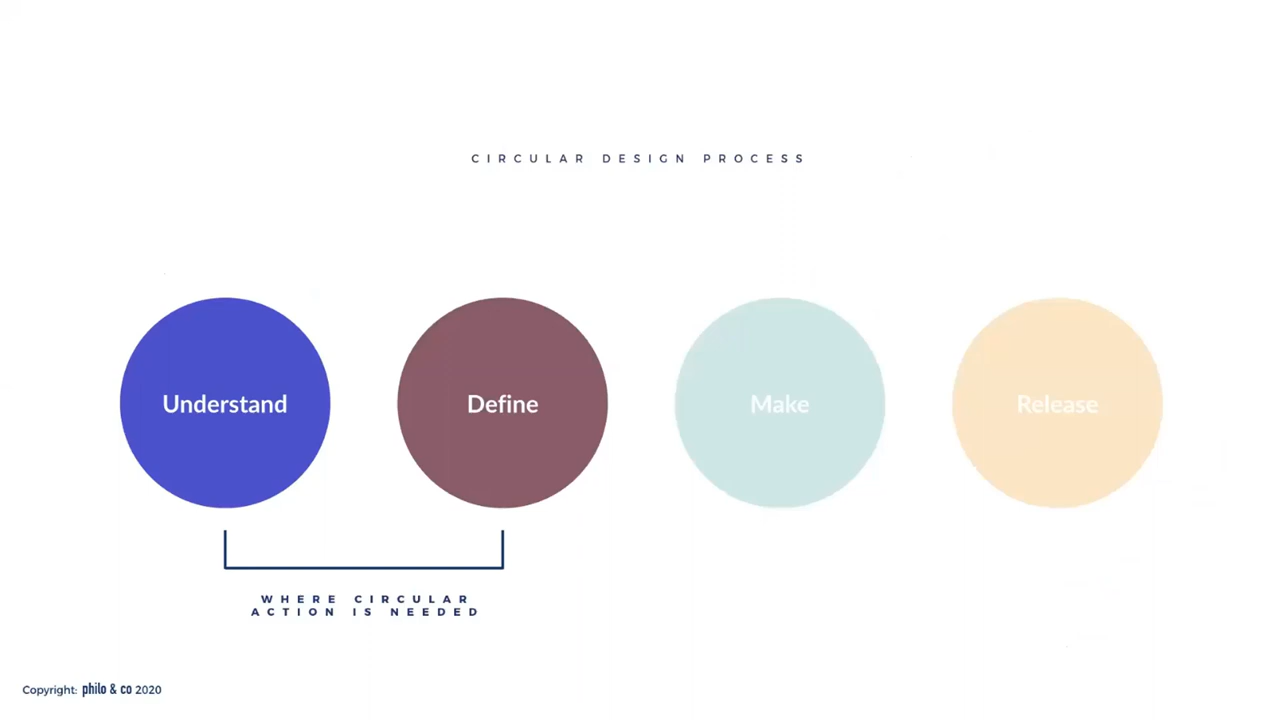 CIRCULAR DESIGN PROCESS
Understand
Define
Make
Release
WHERE CIRCULAR
ACTION IS NEEDED
Copyright: philo & co 2020